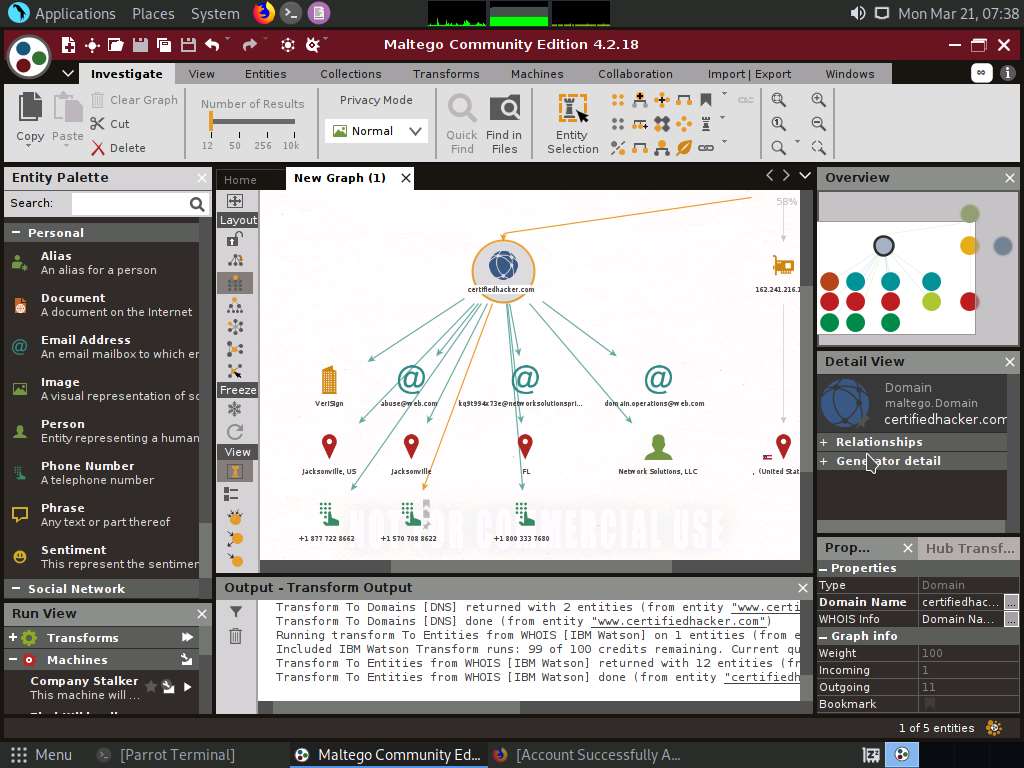 Applications Places System Mon Mar 21, 07:38
Maltego Community Edition 4.2.18
Investigate View Entities Collections Transforms Machines Collaboration Import | Export Windows
Copy
Paste
Clear Graph
Cut
Delete
Number of Results
12 50 256 10k
Privacy Mode
Normal
Quick Find
Find in Files
Entity Selection
Entity Palette
Search:
Personal
Alias
An alias for a person
Document
A document on the Internet
Email Address
An email mailbox to which er
Image
A visual representation of s
Person
Entity representing a human
Phone Number
A telephone number
Phrase
Any text or part thereof
Sentiment
This represent the sentimer
Social Network
Run View
Transforms
Machines
Company Stalker
This machine will ...
Home
New Graph (1)
Layout
Freeze
View
58%
certifiedhacker.com
162.241.216.1
VeriSign
abuse@web.com
kq9t994x73e@networksolutionspri...
domain.operations@web.com
Jacksonville, US
Jacksonville
FL
Network Solutions, LLC
, (United Stat
+1 877 722 8662
+1 570 708 8622
+1 800 333 7680
NOT FOR COMMERCIAL USE
Output - Transform Output
Transform To Domains [DNS] returned with 2 entities (from entity "www.certi
Transform To Domains [DNS] done (from entity "www.certifiedhacker.com")
Running transform To Entities from WHOIS [IBM Watson] on 1 entities (from e
Included IBM Watson Transform runs: 99 of 100 credits remaining. Current qu
Transform To Entities from WHOIS [IBM Watson] returned with 12 entities (fr
Transform To Entities from WHOIS [IBM Watson] done (from entity "certifiedh
Overview
Detail View
Domain
maltego.Domain
certifiedhacker.com
+ Relationships
+ Generator detail
Prop...
Hub Transf...
Properties
Type Domain
Domain Name certifiedhac... ...
WHOIS Info Domain Na... ...
Graph info
Weight 100
Incoming 1
Outgoing 11
Bookmark
1 of 5 entities
Menu
[Parrot Terminal]
Maltego Community Ed...
[Account Successfully A...